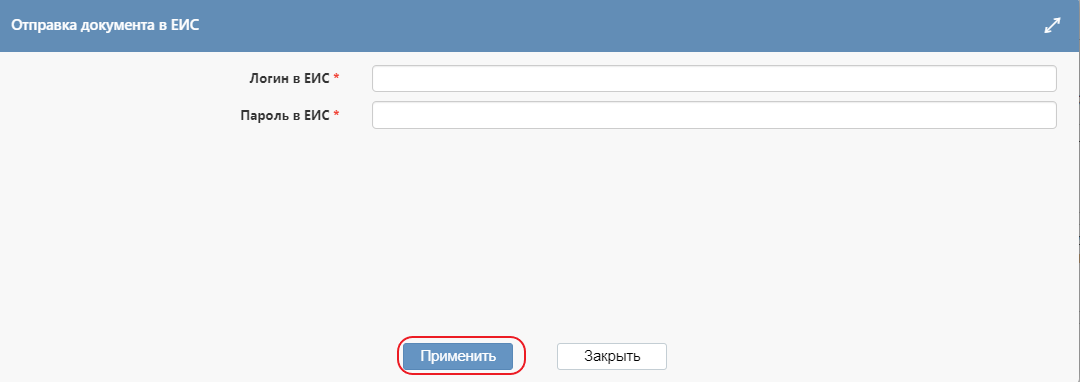 Отправка документа в ЕИС
Логин в ЕИС *
Пароль в ЕИС *
Применить
Закрыть